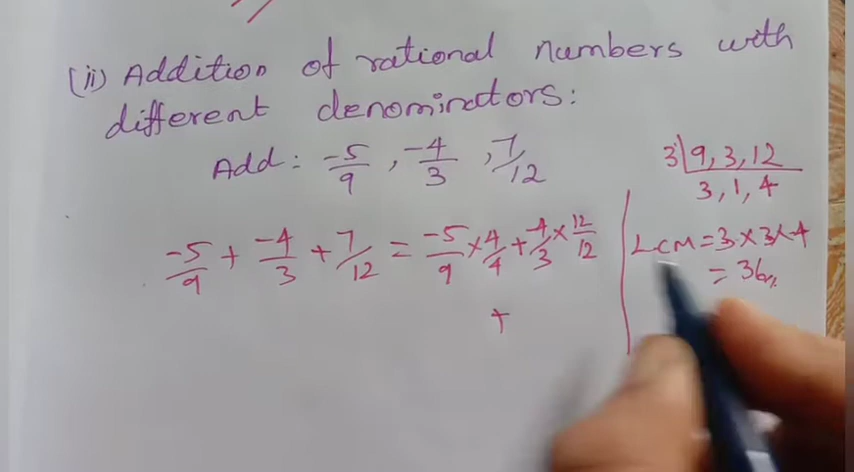 (ii) Addition of rational numbers with
different denominators:
Add: -5/9, -4/3, 7/12
3|9, 3, 12
3, 1, 4
-5/9 + -4/3 + 7/12 = -5/9 × 4/4 + -4/3 × 12/12
+
LCM = 3 × 3 × 4
= 36//